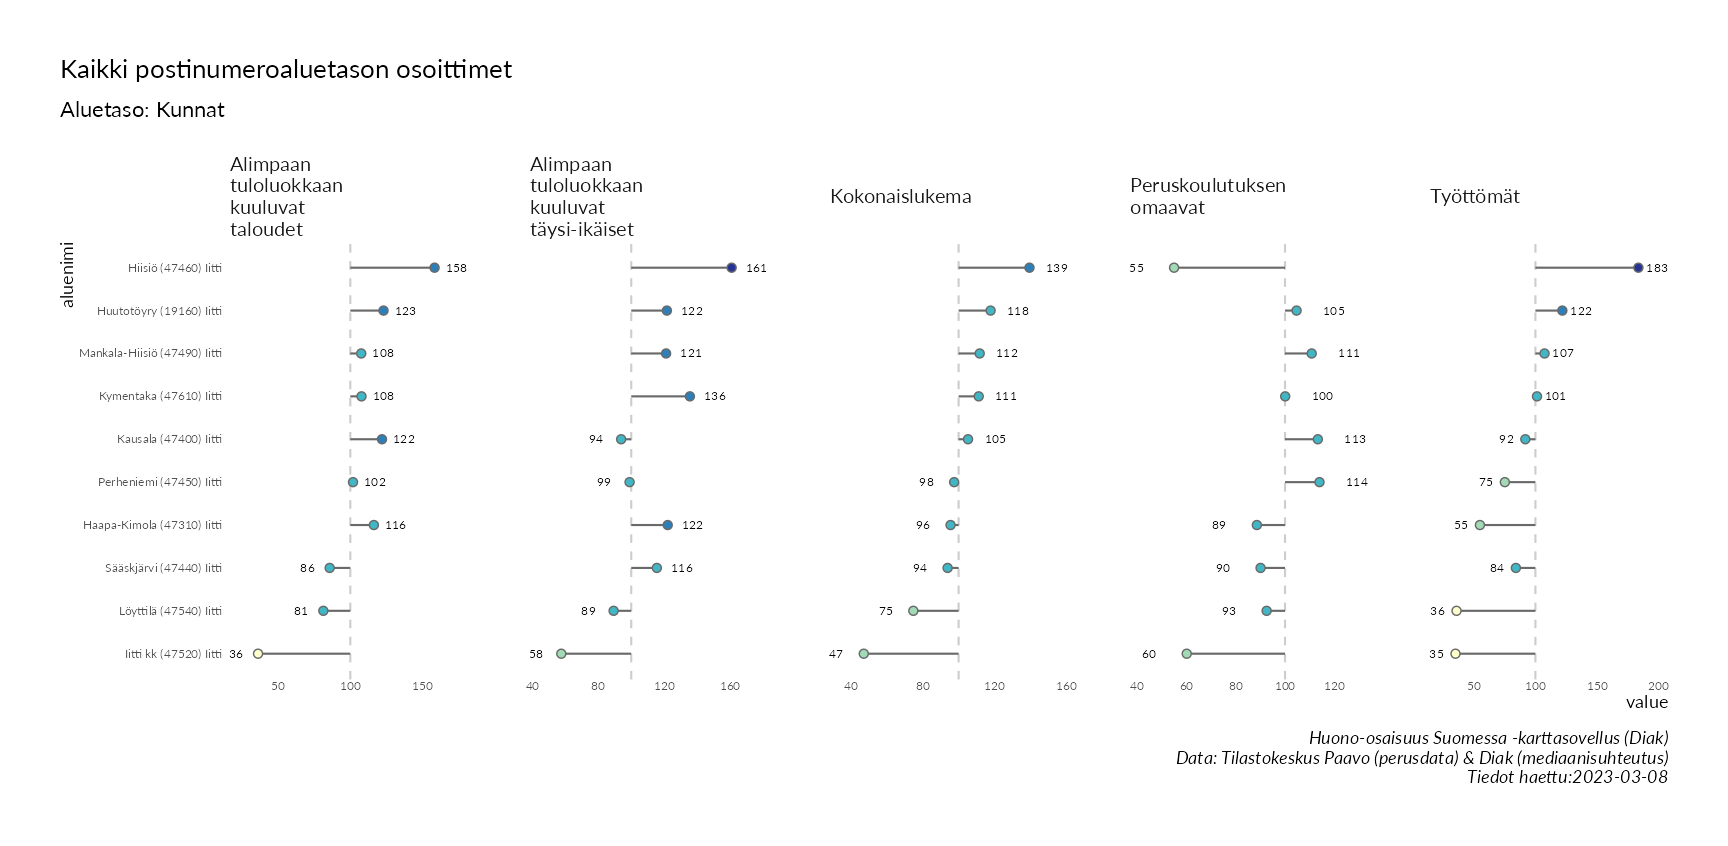 Kaikki postinumeroaluetason osoittimet
Aluetaso: Kunnat
Alimpaan
tuloluokkaan
kuuluvat
taloudet
Alimpaan
tuloluokkaan
kuuluvat
täysi-ikäiset
Kokonaislukema
Peruskoulutuksen
omaavat
Työttömät
aluenimi
Hiisiö (47460) Iitti 158 161 139 55 183
Huutotöyry (19160) Iitti 123 122 118 105 122
Mankala-Hiisiö (47490) Iitti 108 121 112 111 107
Kymentaka (47610) Iitti 108 136 111 100 101
Kausala (47400) Iitti 122 94 105 113 92
Perheniemi (47450) Iitti 102 99 98 114 75
Haapa-Kimola (47310) Iitti 116 122 96 89 55
Sääskjärvi (47440) Iitti 86 116 94 90 84
Löyttilä (47540) Iitti 81 89 75 93 36
Iitti kk (47520) Iitti 36 58 47 60 35
50 100 150 40 80 120 160 40 80 120 160 40 60 80 100 120 50 100 150 200
value
Huono-osaisuus Suomessa -karttasovellus (Diak)
Data: Tilastokeskus Paavo (perusdata) & Diak (mediaanisuhteutus)
Tiedot haettu:2023-03-08